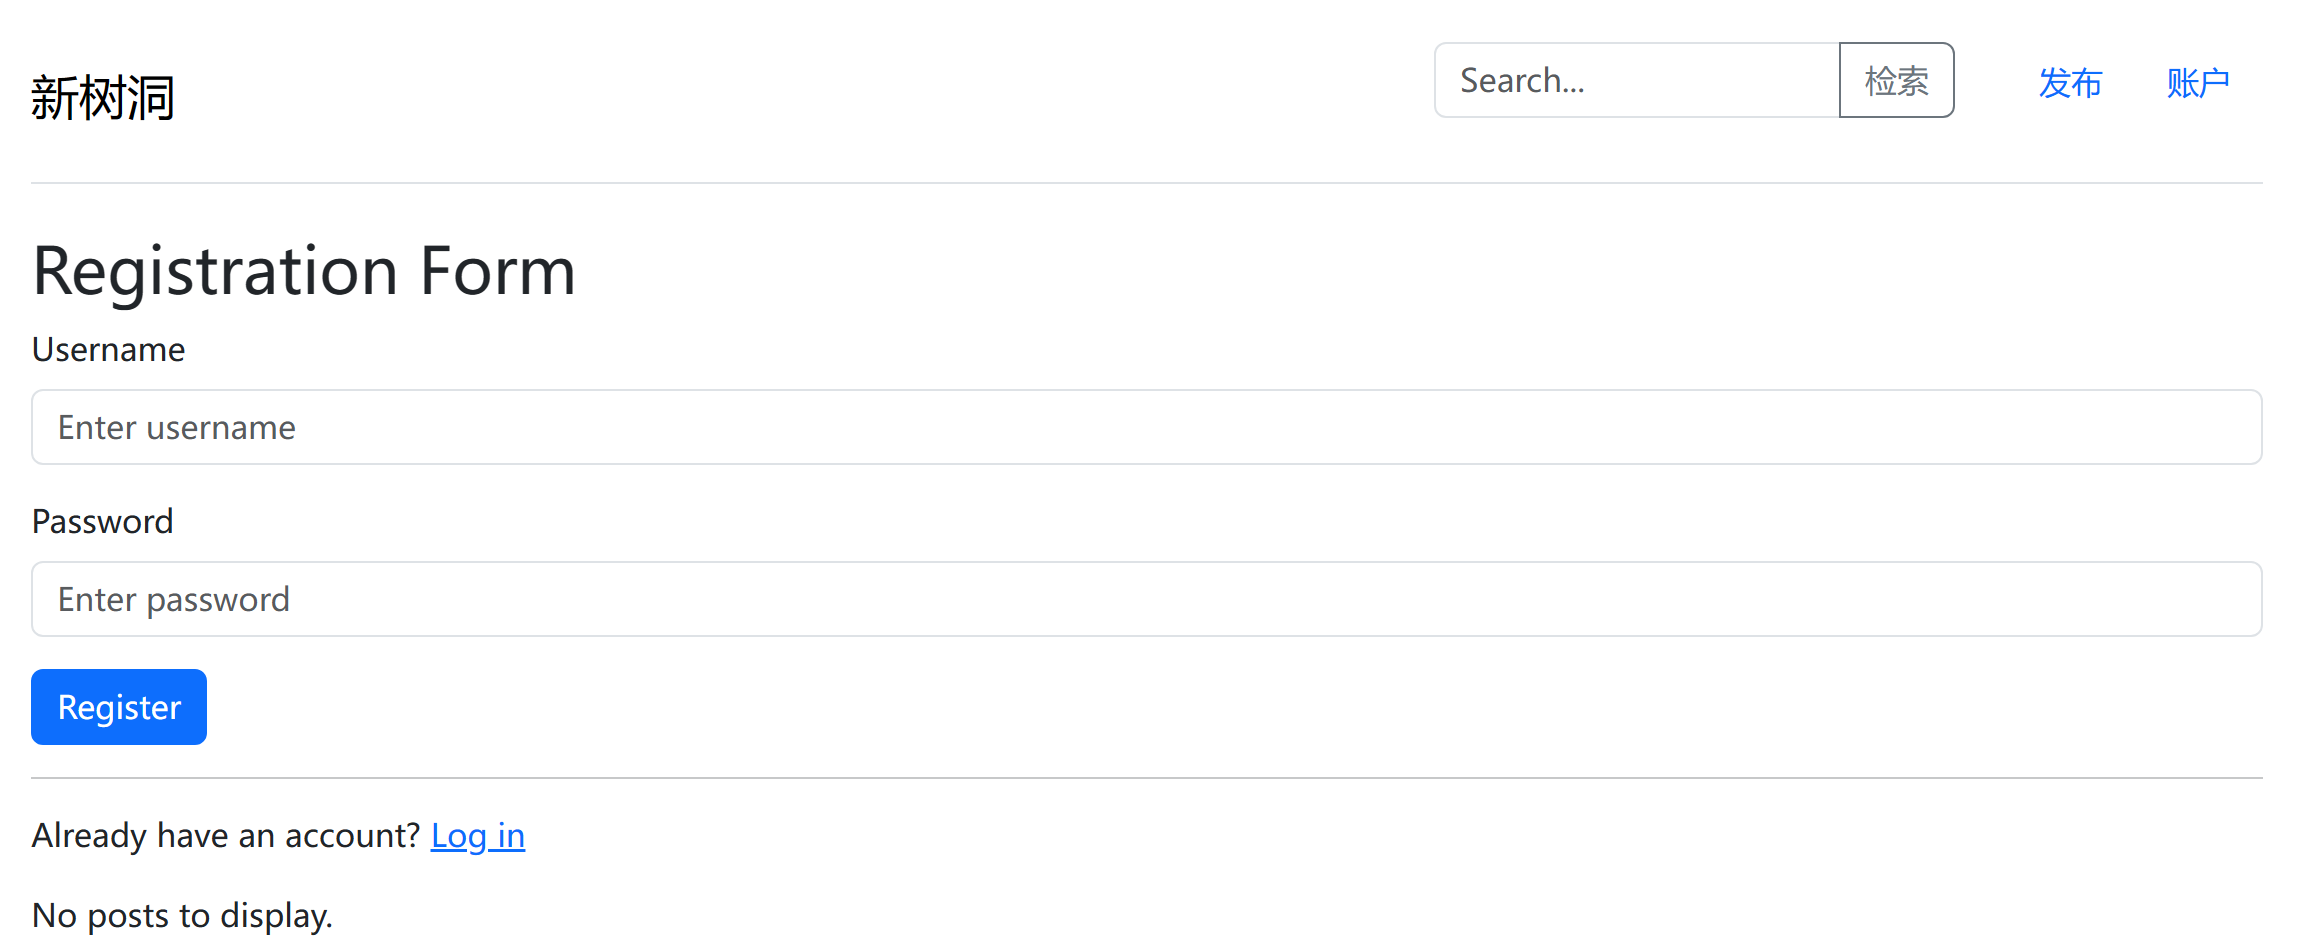 新树洞
Search...
检索
发布
账户
Registration Form
Username
Enter username
Password
Enter password
Register
Already have an account? Log in
No posts to display.